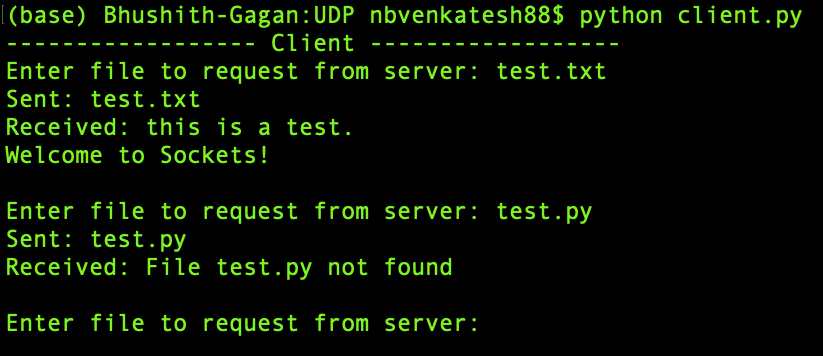 (base) Bhushith-Gagan:UDP nbvenkatesh88$ python client.py
------------------ Client ------------------
Enter file to request from server: test.txt
Sent: test.txt
Received: this is a test.
Welcome to Sockets!
Enter file to request from server: test.py
Sent: test.py
Received: File test.py not found
Enter file to request from server: